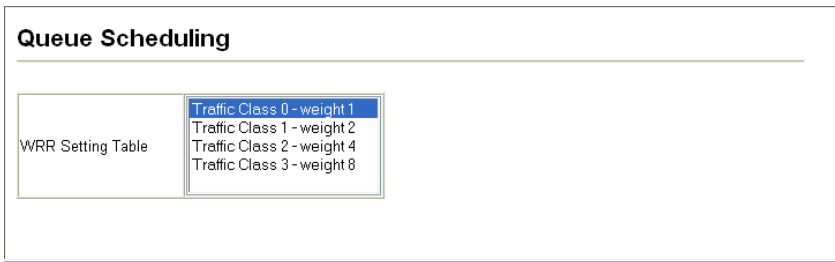 Queue Scheduling
WRR Setting Table
Traffic Class 0 - weight 1
Traffic Class 1 - weight 2
Traffic Class 2 - weight 4
Traffic Class 3 - weight 8